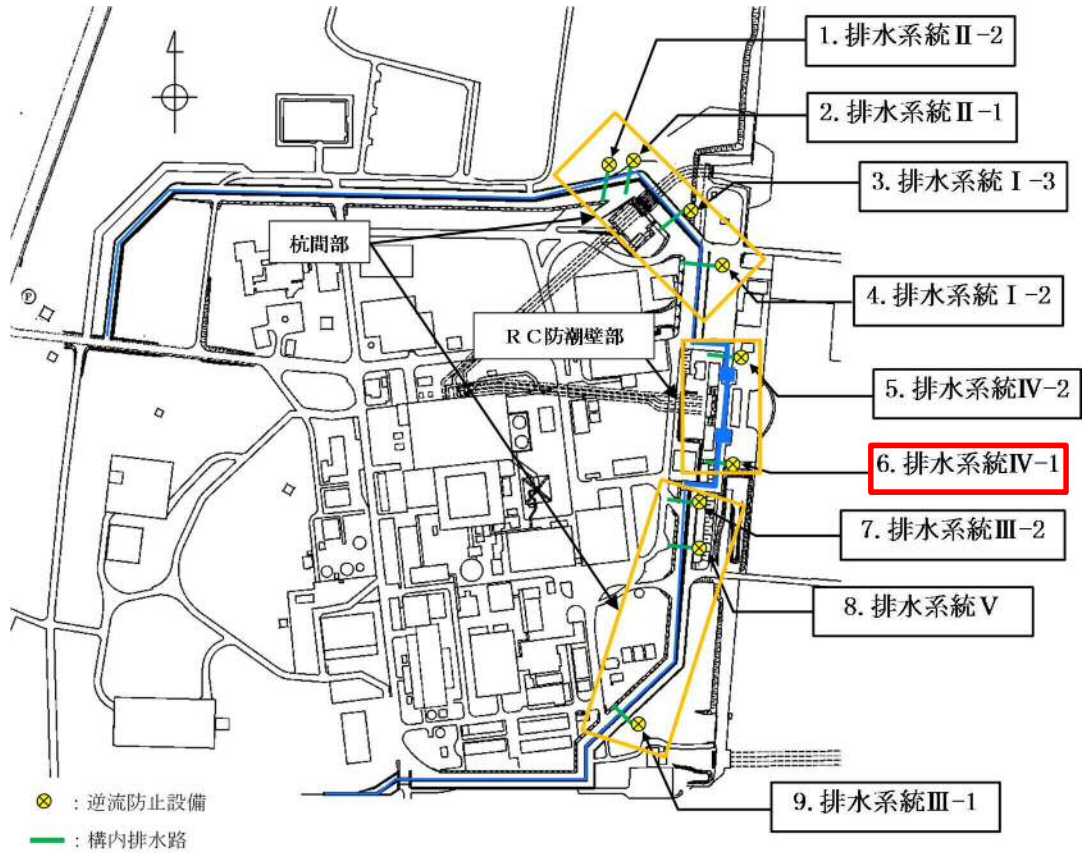 1. 排水系統Ⅱ-2
2. 排水系統Ⅱ-1
3. 排水系統Ⅰ-3
杭間部
4. 排水系統Ⅰ-2
RC防潮壁部
5. 排水系統Ⅳ-2
6. 排水系統Ⅳ-1
7. 排水系統Ⅲ-2
8. 排水系統Ⅴ
9. 排水系統Ⅲ-1
P
：逆流防止設備
：構内排水路